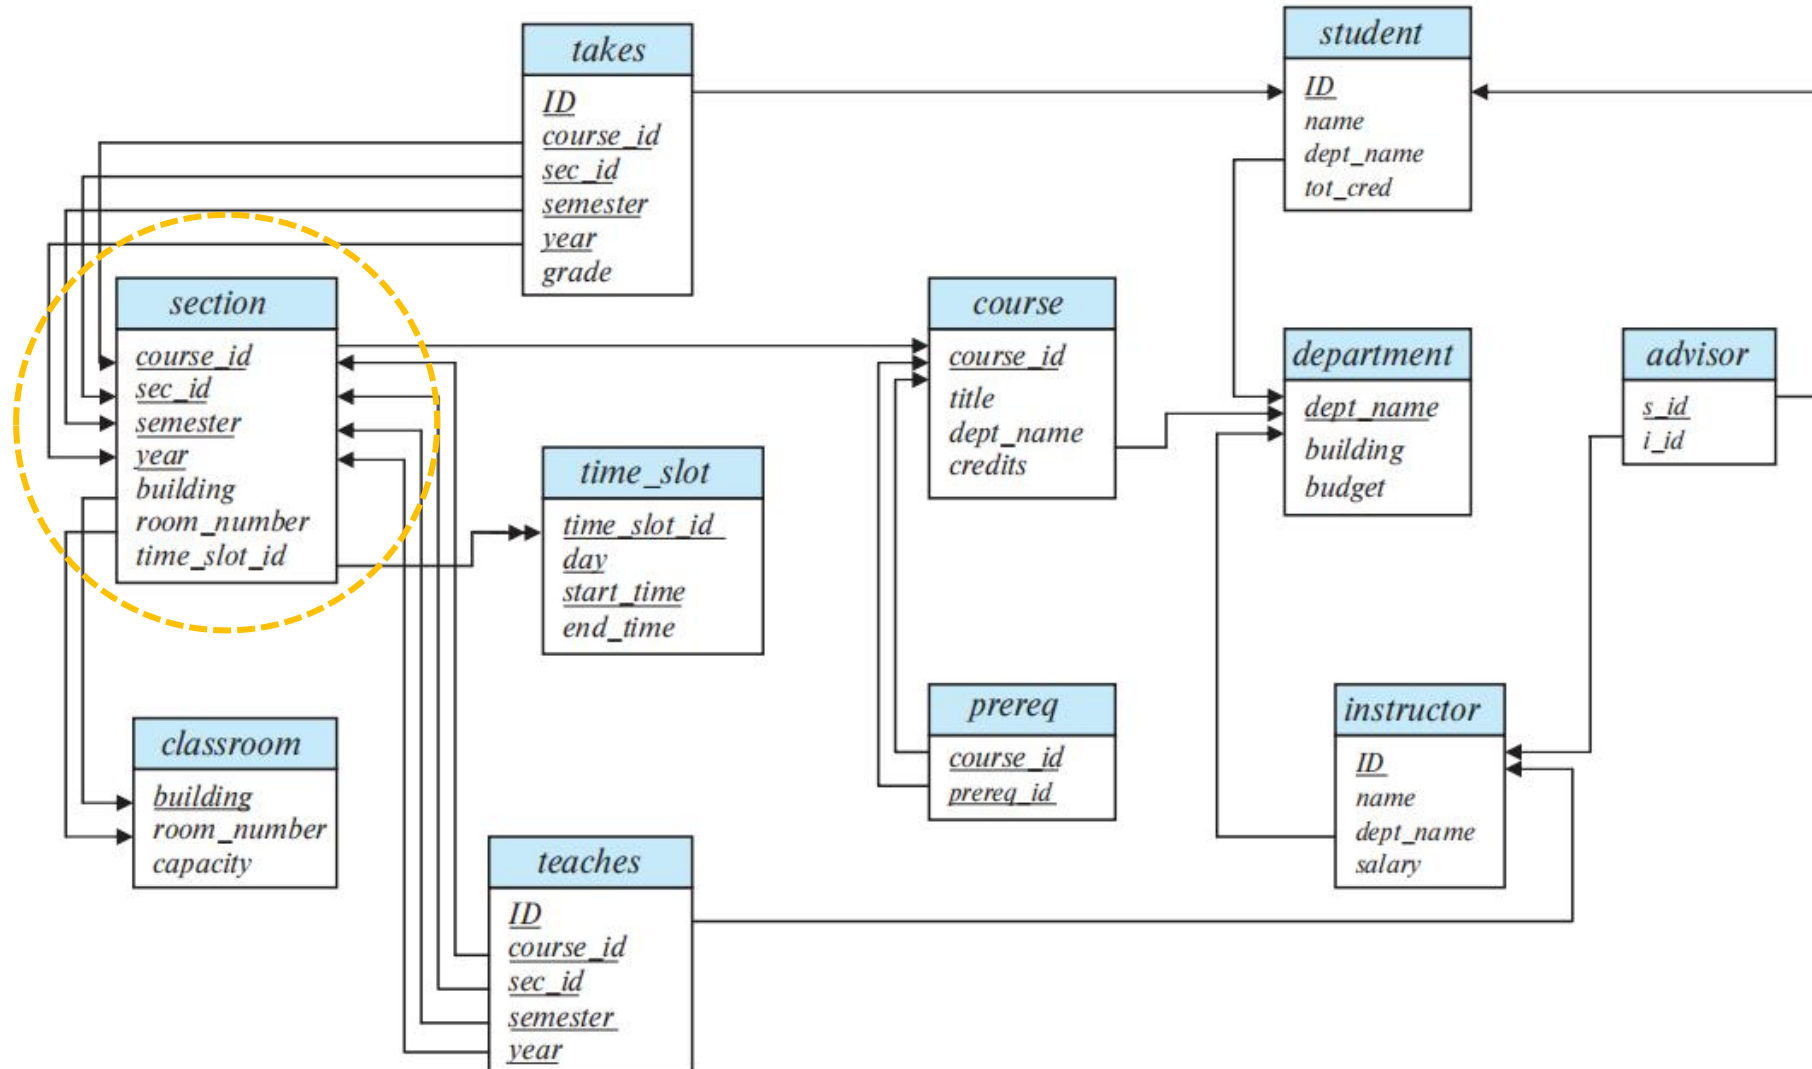 takes
ID
course_id
sec_id
semester
year
grade
student
ID
name
dept_name
tot_cred
section
course_id
sec_id
semester
year
building
room_number
time_slot_id
course
course_id
title
dept_name
credits
department
dept_name
building
budget
advisor
s_id
i_id
time_slot
time_slot_id
day
start_time
end_time
prereq
course_id
prereq_id
instructor
ID
name
dept_name
salary
classroom
building
room_number
capacity
teaches
ID
course_id
sec_id
semester
year